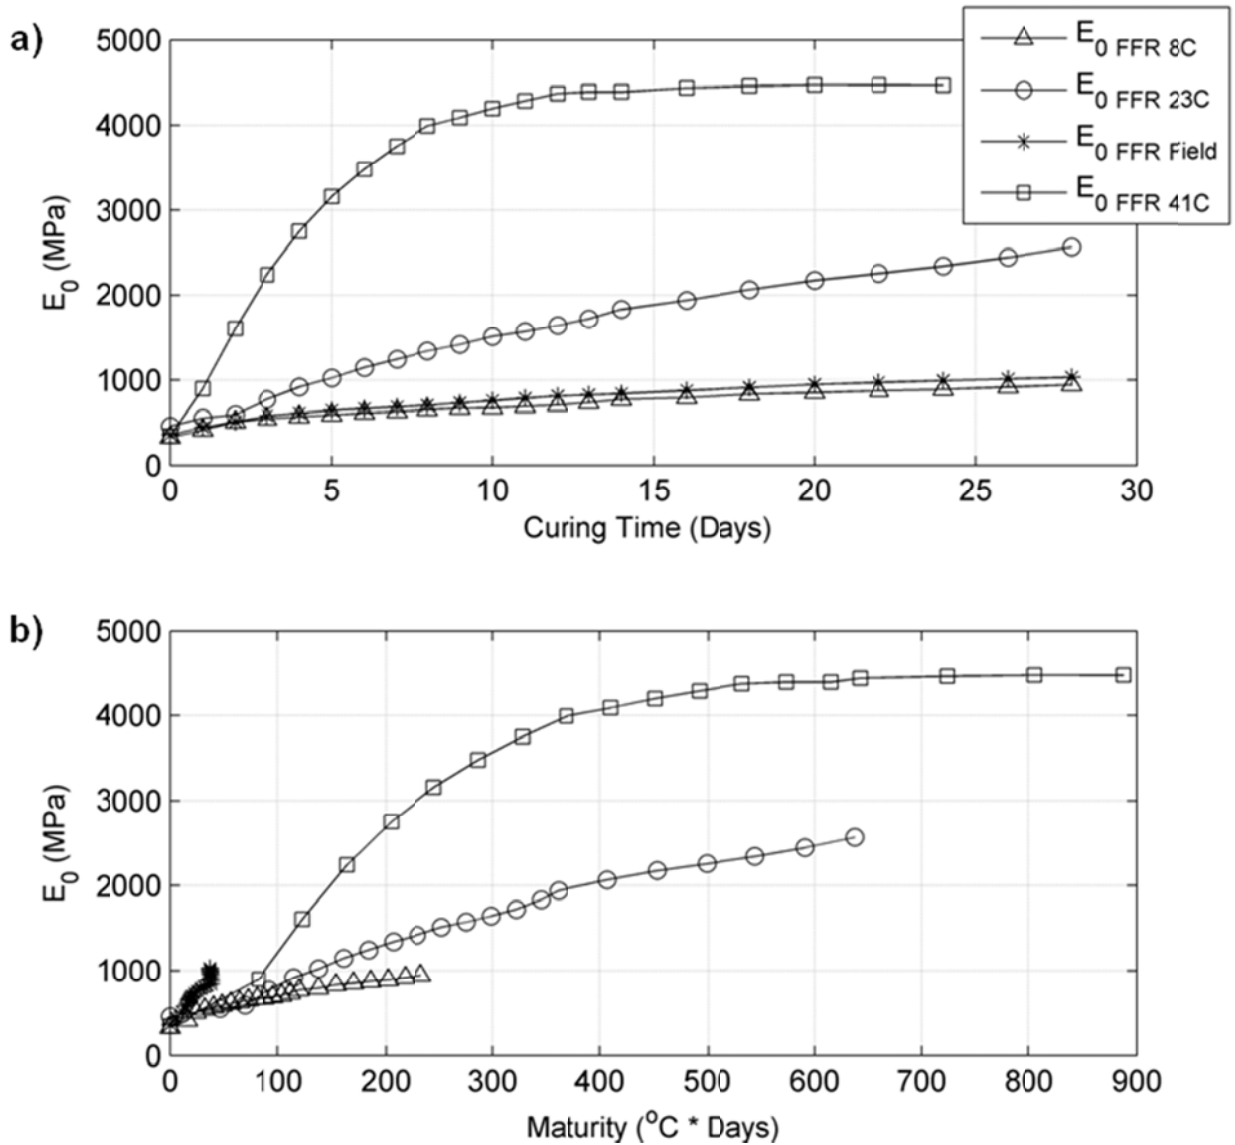 a)
E0 FFR 8C
E0 FFR 23C
E0 FFR Field
E0 FFR 41C
5000
4000
3000
2000
1000
0
E0 (MPa)
0 5 10 15 20 25 30
Curing Time (Days)
b)
5000
4000
3000
2000
1000
0
E0 (MPa)
0 100 200 300 400 500 600 700 800 900
Maturity (oC * Days)